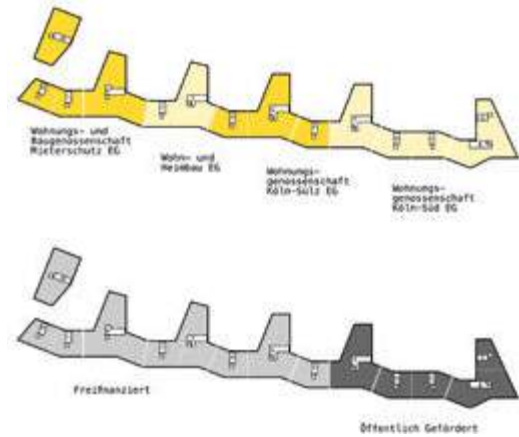 Wohnungs- und
Baugenossenschaft
Mieterschutz EG
Wohn- und
Heimbau EG
Wohnungs-
genossenschaft
Köln-Sülz EG
Wohnungs-
genossenschaft
Köln-Süd EG
Freifinanziert
Öffentlich Gefördert